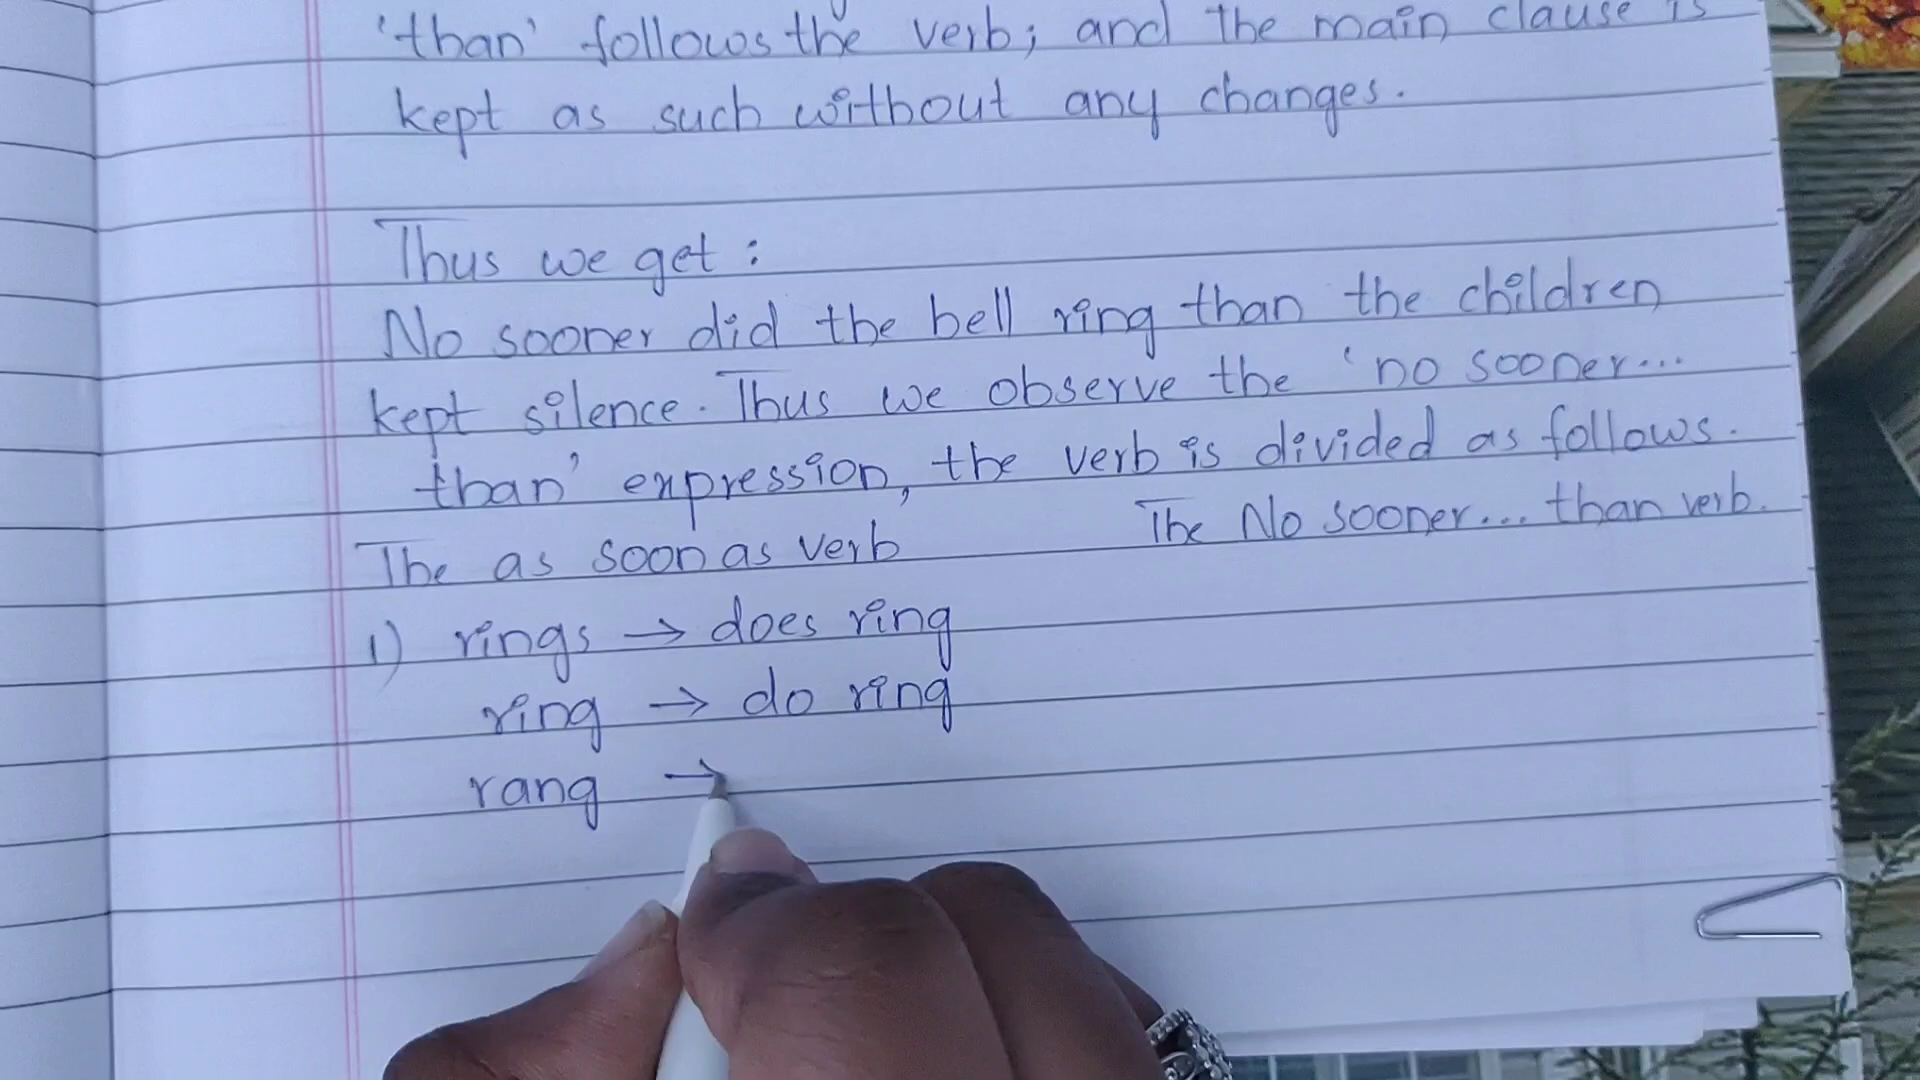 'than' follows the verb; and the main clause is
kept as such without any changes.
Thus we get :
No sooner did the bell ring than the children
kept silence. Thus we observe the 'no sooner...
than' expression, the verb is divided as follows.
The as soon as verb The No sooner... than verb.
1) rings → does ring
ring → do ring
rang →